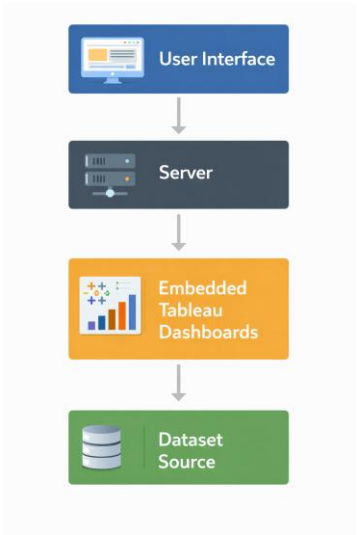 User Interface
Server
Embedded
Tableau
Dashboards
Dataset
Source